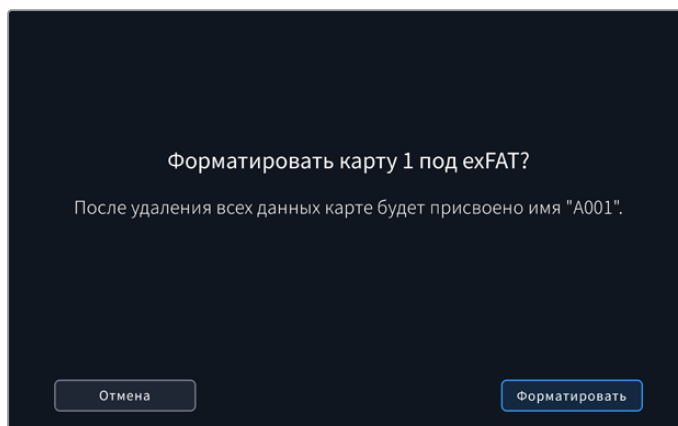 Форматировать карту 1 под exFAT?
После удаления всех данных карте будет присвоено имя "A001".
Отмена
Форматировать